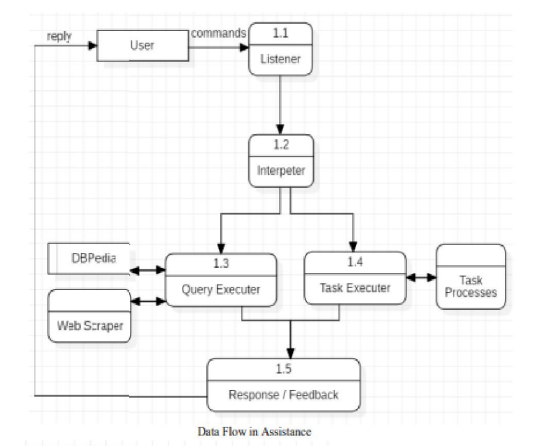 reply
User
commands
1.1
Listener
1.2
Interpeter
DBPedia
1.3
Query Executer
1.4
Task Executer
Task
Processes
Web Scraper
1.5
Response / Feedback
Data Flow in Assistance